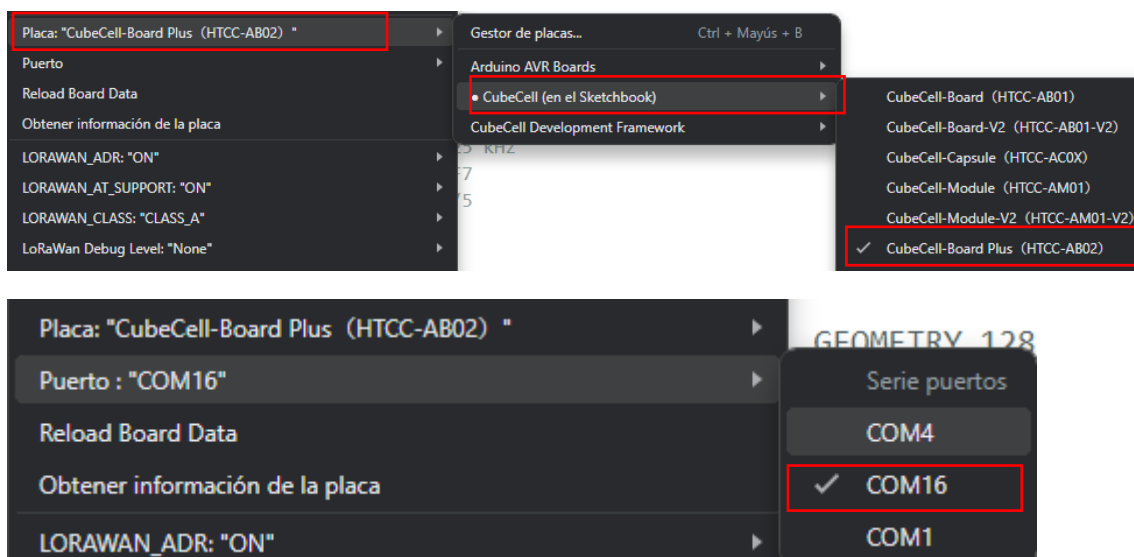 Placa: "CubeCell-Board Plus（HTCC-AB02）"
Puerto
Reload Board Data
Obtener información de la placa
LORAWAN_ADR: "ON"
LORAWAN_AT_SUPPORT: "ON"
LORAWAN_CLASS: "CLASS_A"
LoRaWan Debug Level: "None"
Gestor de placas... Ctrl + Mayús + B
Arduino AVR Boards
● CubeCell (en el Sketchbook)
CubeCell Development Framework
kHz
CubeCell-Board（HTCC-AB01）
CubeCell-Board-V2（HTCC-AB01-V2）
CubeCell-Capsule（HTCC-AC0X）
CubeCell-Module（HTCC-AM01）
CubeCell-Module-V2（HTCC-AM01-V2）
✓ CubeCell-Board Plus（HTCC-AB02）
Placa: "CubeCell-Board Plus（HTCC-AB02）"
Puerto : "COM16"
Reload Board Data
Obtener información de la placa
LORAWAN_ADR: "ON"
GEOMETRY 128
Serie puertos
COM4
✓ COM16
COM1